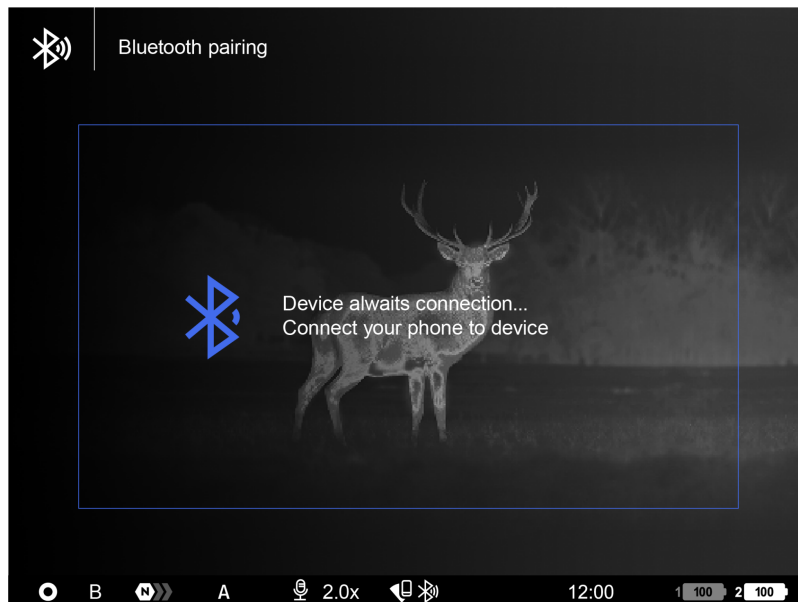 Bluetooth pairing
Device alwaits connection...
Connect your phone to device
B N A 2.0x 12:00 1 100 2 100